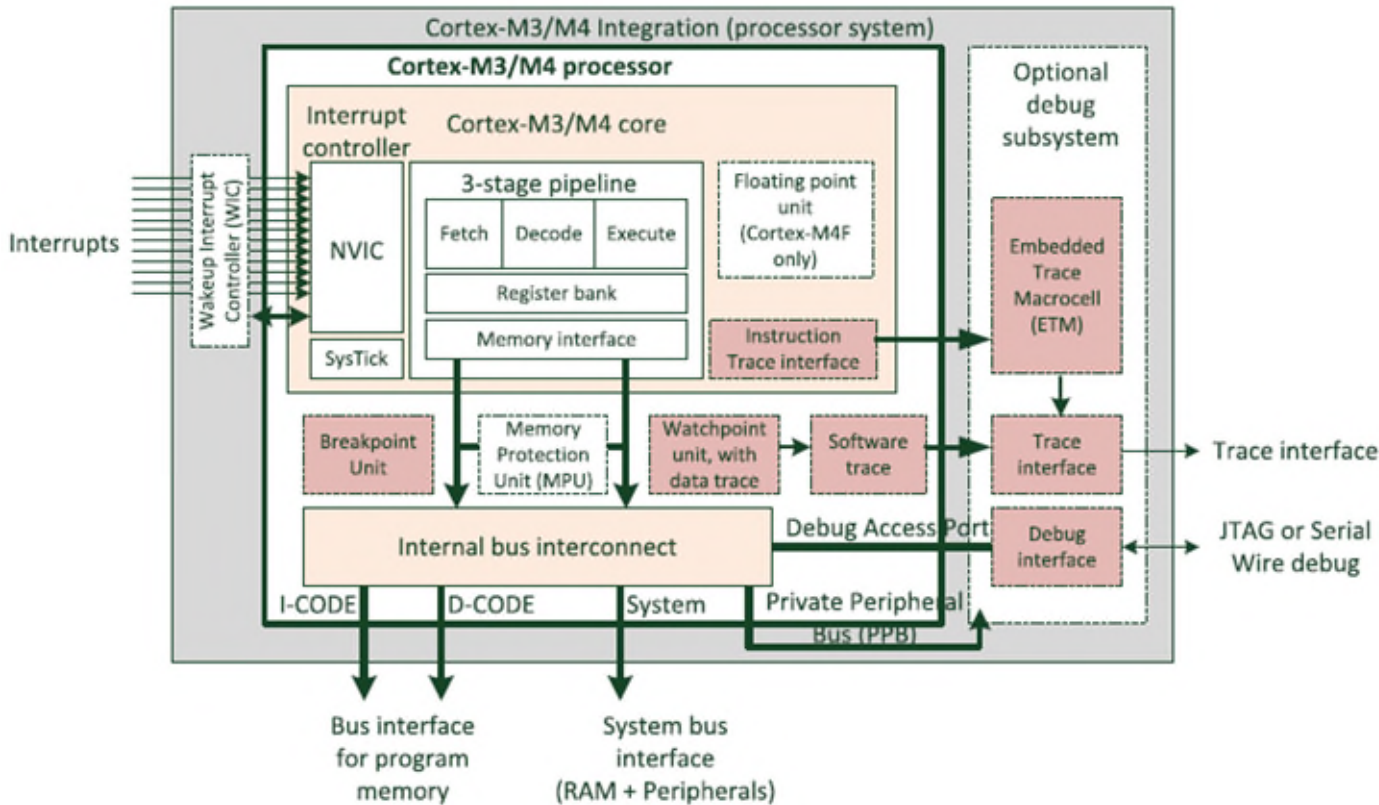 Cortex-M3/M4 Integration (processor system)
Cortex-M3/M4 processor
Optional
debug
subsystem
Interrupt
controller
Cortex-M3/M4 core
Interrupts
Wakeup Interrupt
Controller (WIC)
NVIC
SysTick
3-stage pipeline
Fetch
Decode
Execute
Register bank
Memory interface
Floating point
unit
(Cortex-M4F
only)
Instruction
Trace interface
Embedded
Trace
Macrocell
(ETM)
Breakpoint
Unit
Memory
Protection
Unit (MPU)
Watchpoint
unit, with
data trace
Software
trace
Trace
interface
Trace interface
Internal bus interconnect
Debug Access Port
Debug
interface
JTAG or Serial
Wire debug
I-CODE
D-CODE
System
Private Peripheral
Bus (PPB)
Bus interface
for program
memory
System bus
interface
(RAM + Peripherals)